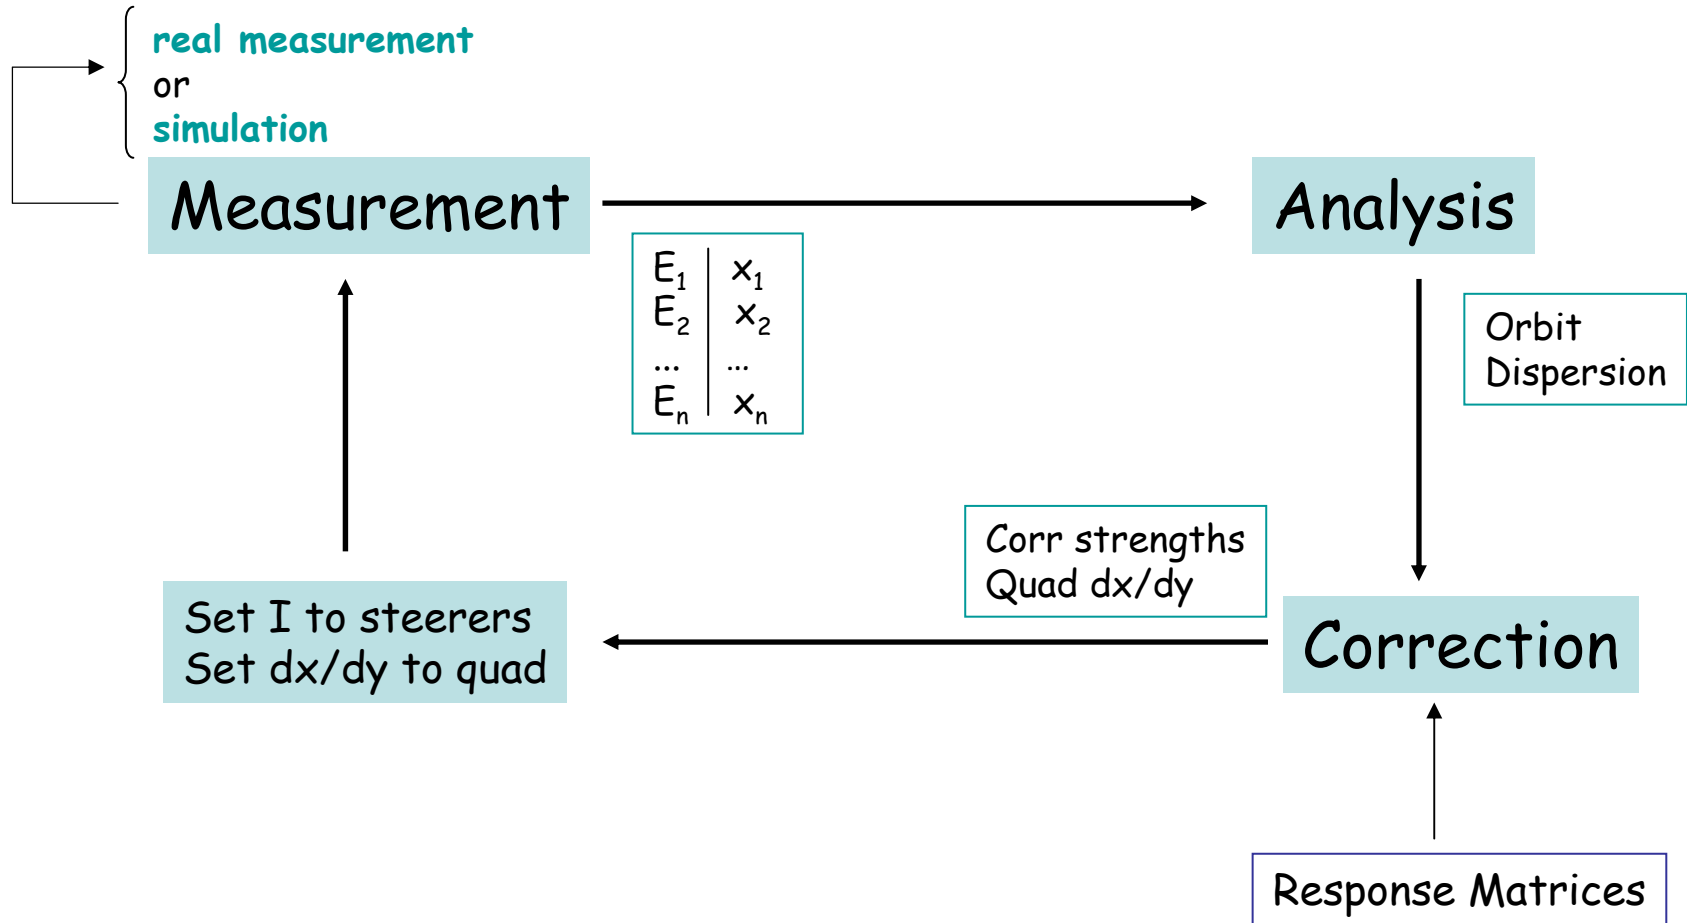 real measurement
or
simulation
Measurement
Analysis
E1 x1
E2 x2
... ...
En xn
Orbit
Dispersion
Corr strengths
Quad dx/dy
Set I to steerers
Set dx/dy to quad
Correction
Response Matrices